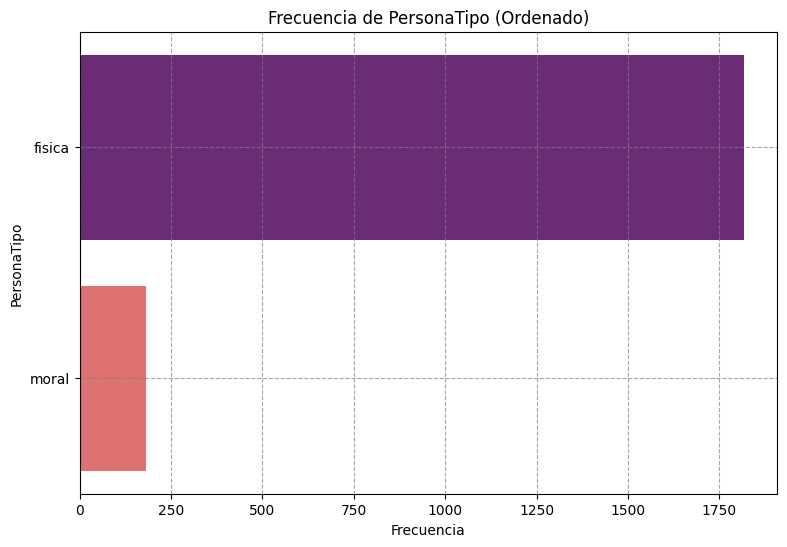 Frecuencia de PersonaTipo (Ordenado)
fisica
moral
PersonaTipo
0 250 500 750 1000 1250 1500 1750
Frecuencia